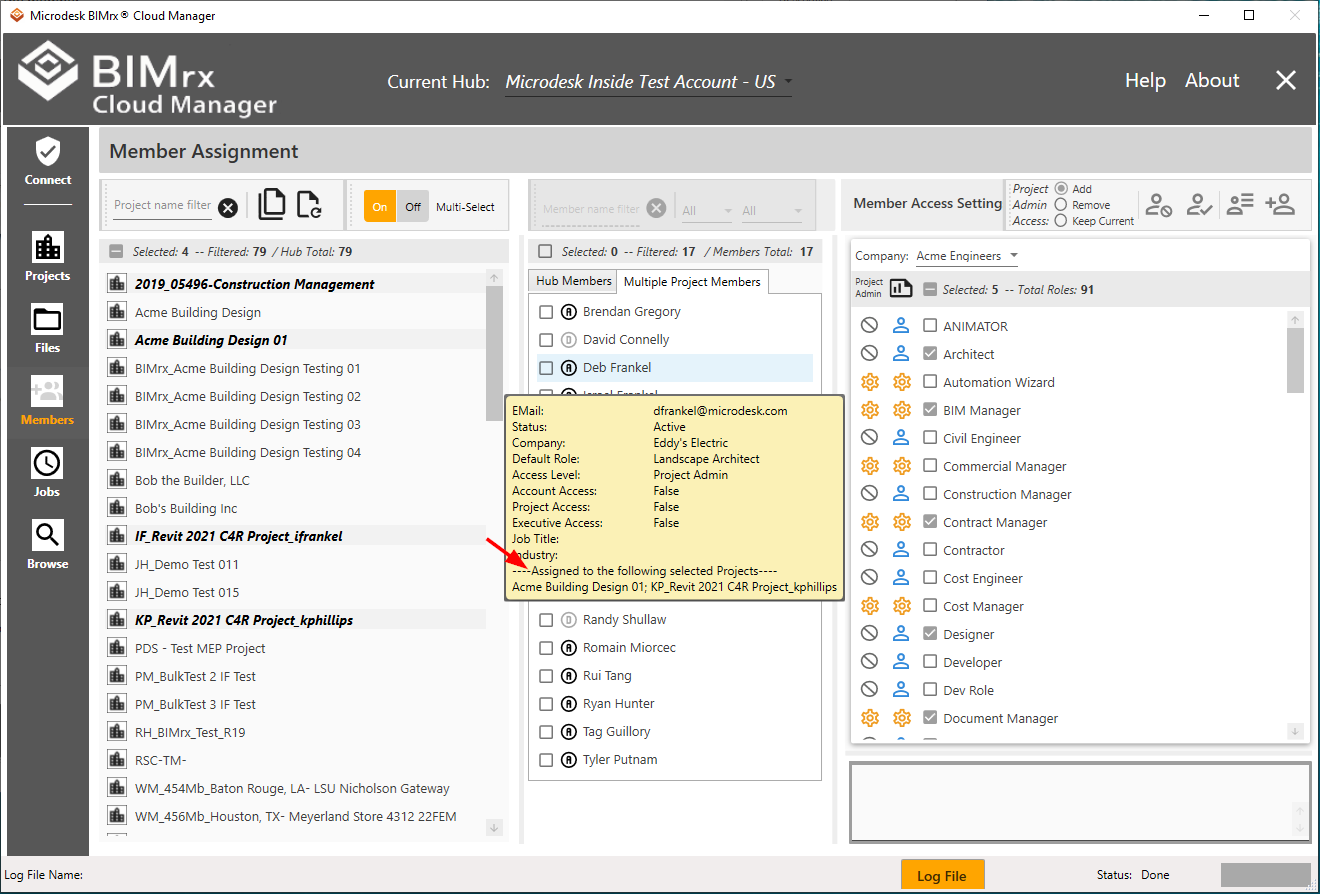 Microdesk BIMrx® Cloud Manager
BIMrx
Cloud Manager
Current Hub: Microdesk Inside Test Account - US
Help About
Connect
Projects
Files
Members
Jobs
Browse
Member Assignment
Project name filter
On Off Multi-Select
Selected: 4 -- Filtered: 79 / Hub Total: 79
2019_05496-Construction Management
Acme Building Design
Acme Building Design 01
BIMrx_Acme Building Design Testing 01
BIMrx_Acme Building Design Testing 02
BIMrx_Acme Building Design Testing 03
BIMrx_Acme Building Design Testing 04
Bob the Builder, LLC
Bob's Building Inc
IF_Revit 2021 C4R Project_ifrankel
JH_Demo Test 011
JH_Demo Test 015
KP_Revit 2021 C4R Project_kphillips
PDS - Test MEP Project
PM_BulkTest 2 IF Test
PM_BulkTest 3 IF Test
RH_BIMrx_Test_R19
RSC-TM-
WM_454Mb_Baton Rouge, LA- LSU Nicholson Gateway
WM_456Mb_Houston, TX- Meyerland Store 4312 22FEM
Member name filter
All All
Selected: 0 -- Filtered: 17 / Members Total: 17
Hub Members Multiple Project Members
A Brendan Gregory
D David Connelly
A Deb Frankel
EMail: dfrankel@microdesk.com
Status: Active
Company: Eddy's Electric
Default Role: Landscape Architect
Access Level: Project Admin
Account Access: False
Project Access: False
Executive Access: False
Job Title:
Industry:
----Assigned to the following selected Projects----
Acme Building Design 01; KP_Revit 2021 C4R Project_kphillips
D Randy Shullaw
A Romain Miorcec
A Rui Tang
A Ryan Hunter
A Tag Guillory
A Tyler Putnam
Member Access Setting
Project Admin Access:
Add
Remove
Keep Current
Company: Acme Engineers
Project Admin
Selected: 5 -- Total Roles: 91
ANIMATOR
Architect
Automation Wizard
BIM Manager
Civil Engineer
Commercial Manager
Construction Manager
Contract Manager
Contractor
Cost Engineer
Cost Manager
Designer
Developer
Dev Role
Document Manager
Log File Name:
Log File
Status: Done